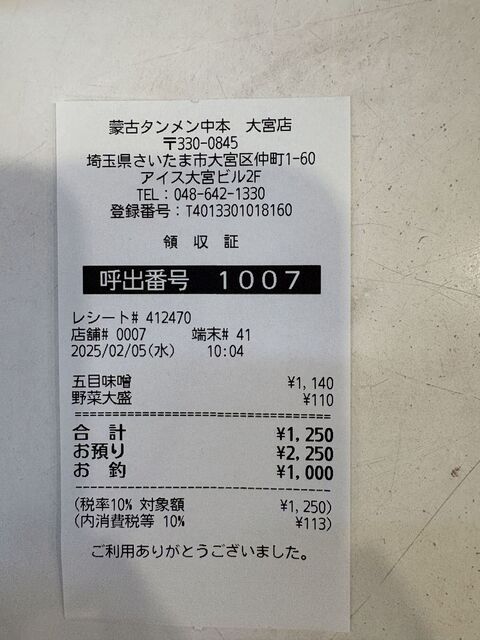 蒙古タンメン中本 大宮店
〒330-0845
埼玉県さいたま市大宮区仲町1-60
アイス大宮ビル2F
TEL：048-642-1330
登録番号：T4013301018160
領 収 証
呼出番号 1007
レシート# 412470
店舗# 0007 端末# 41
2025/02/05(水) 10:04
五目味噌 ¥1,140
野菜大盛 ¥110
合 計 ¥1,250
お預り ¥2,250
お 釣 ¥1,000
(税率10% 対象額 ¥1,250)
(内消費税等 10% ¥113)
ご利用ありがとうございました。